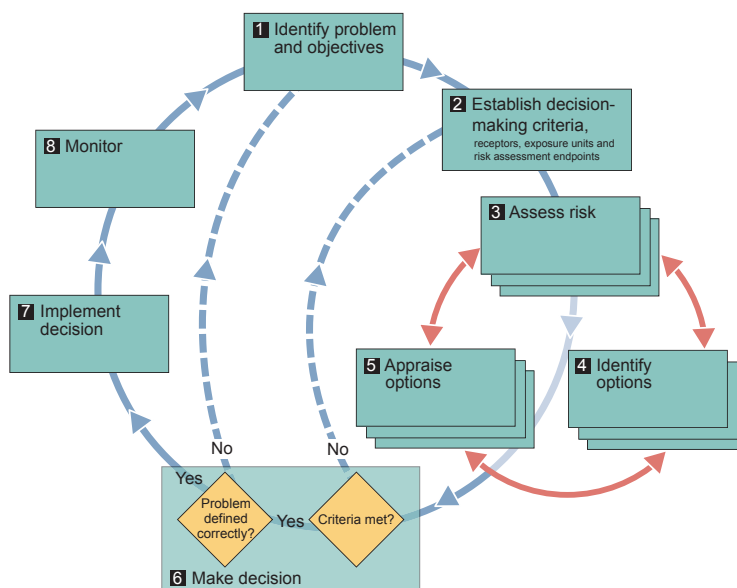 1 Identify problem
and objectives
2 Establish decision-
making criteria,
receptors, exposure units and
risk assessment endpoints
8 Monitor
3 Assess risk
7 Implement
decision
5 Appraise
options
4 Identify
options
No
No
Yes
Problem
defined
correctly?
Yes
Criteria met?
6 Make decision